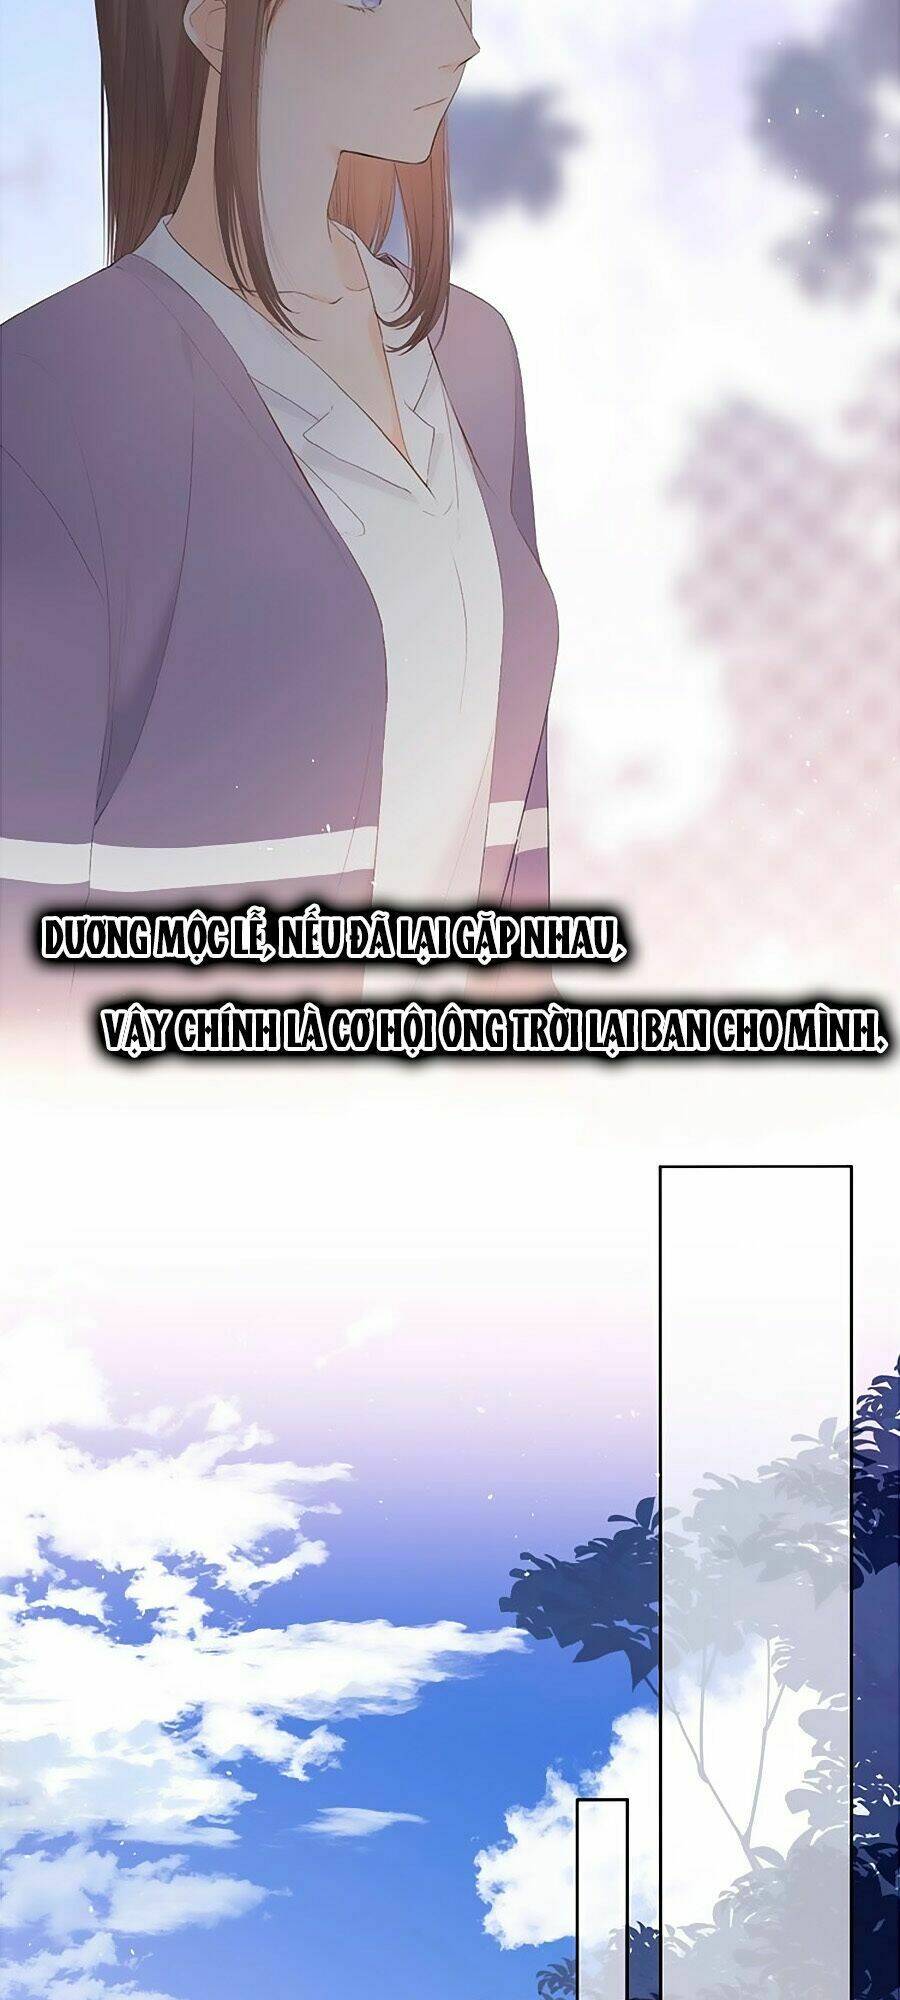 DƯƠNG MỘC LỄ, NẾU ĐÃ LẠI GẶP NHAU,
VẬY CHÍNH LÀ CƠ HỘI ÔNG TRỜI LẠI BAN CHO MÌNH.